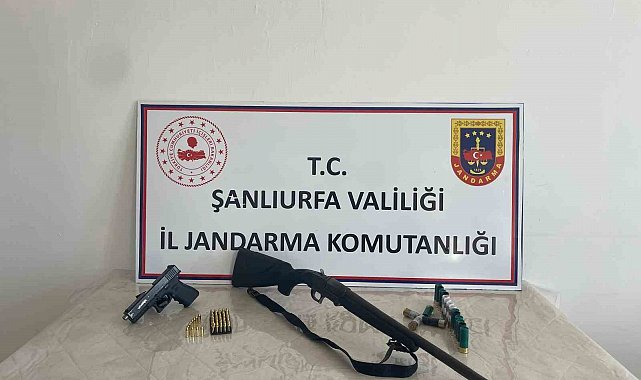 T.C.
ŞANLIURFA VALİLİĞİ
İL JANDARMA KOMUTANLIĞI
JANDARMA